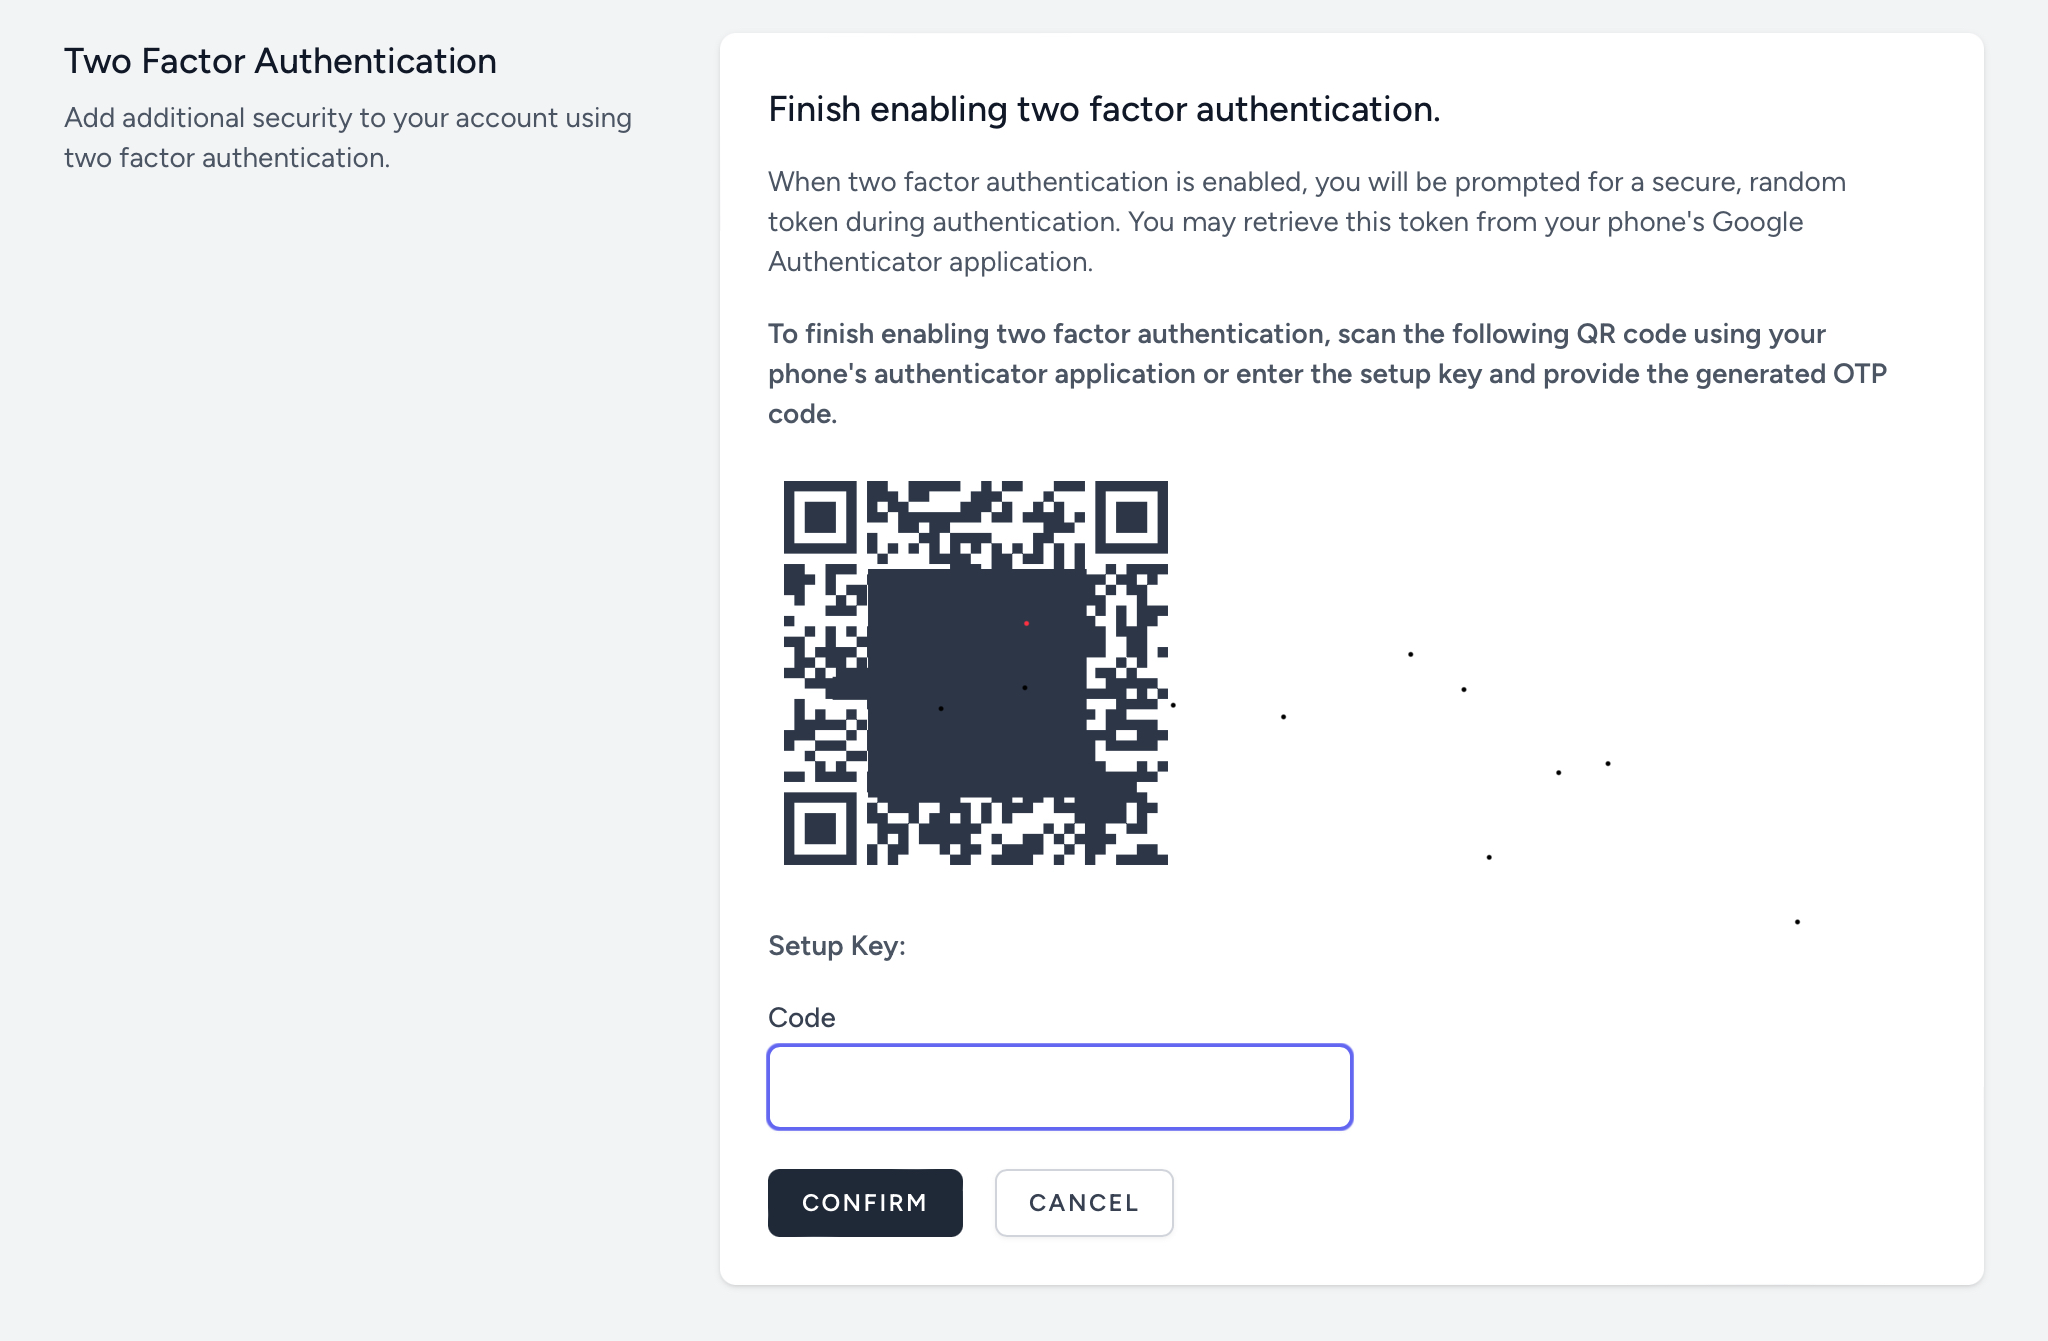 Two Factor Authentication
Add additional security to your account using
two factor authentication.
Finish enabling two factor authentication.
When two factor authentication is enabled, you will be prompted for a secure, random
token during authentication. You may retrieve this token from your phone's Google
Authenticator application.
To finish enabling two factor authentication, scan the following QR code using your
phone's authenticator application or enter the setup key and provide the generated OTP
code.
Setup Key:
Code
CONFIRM
CANCEL